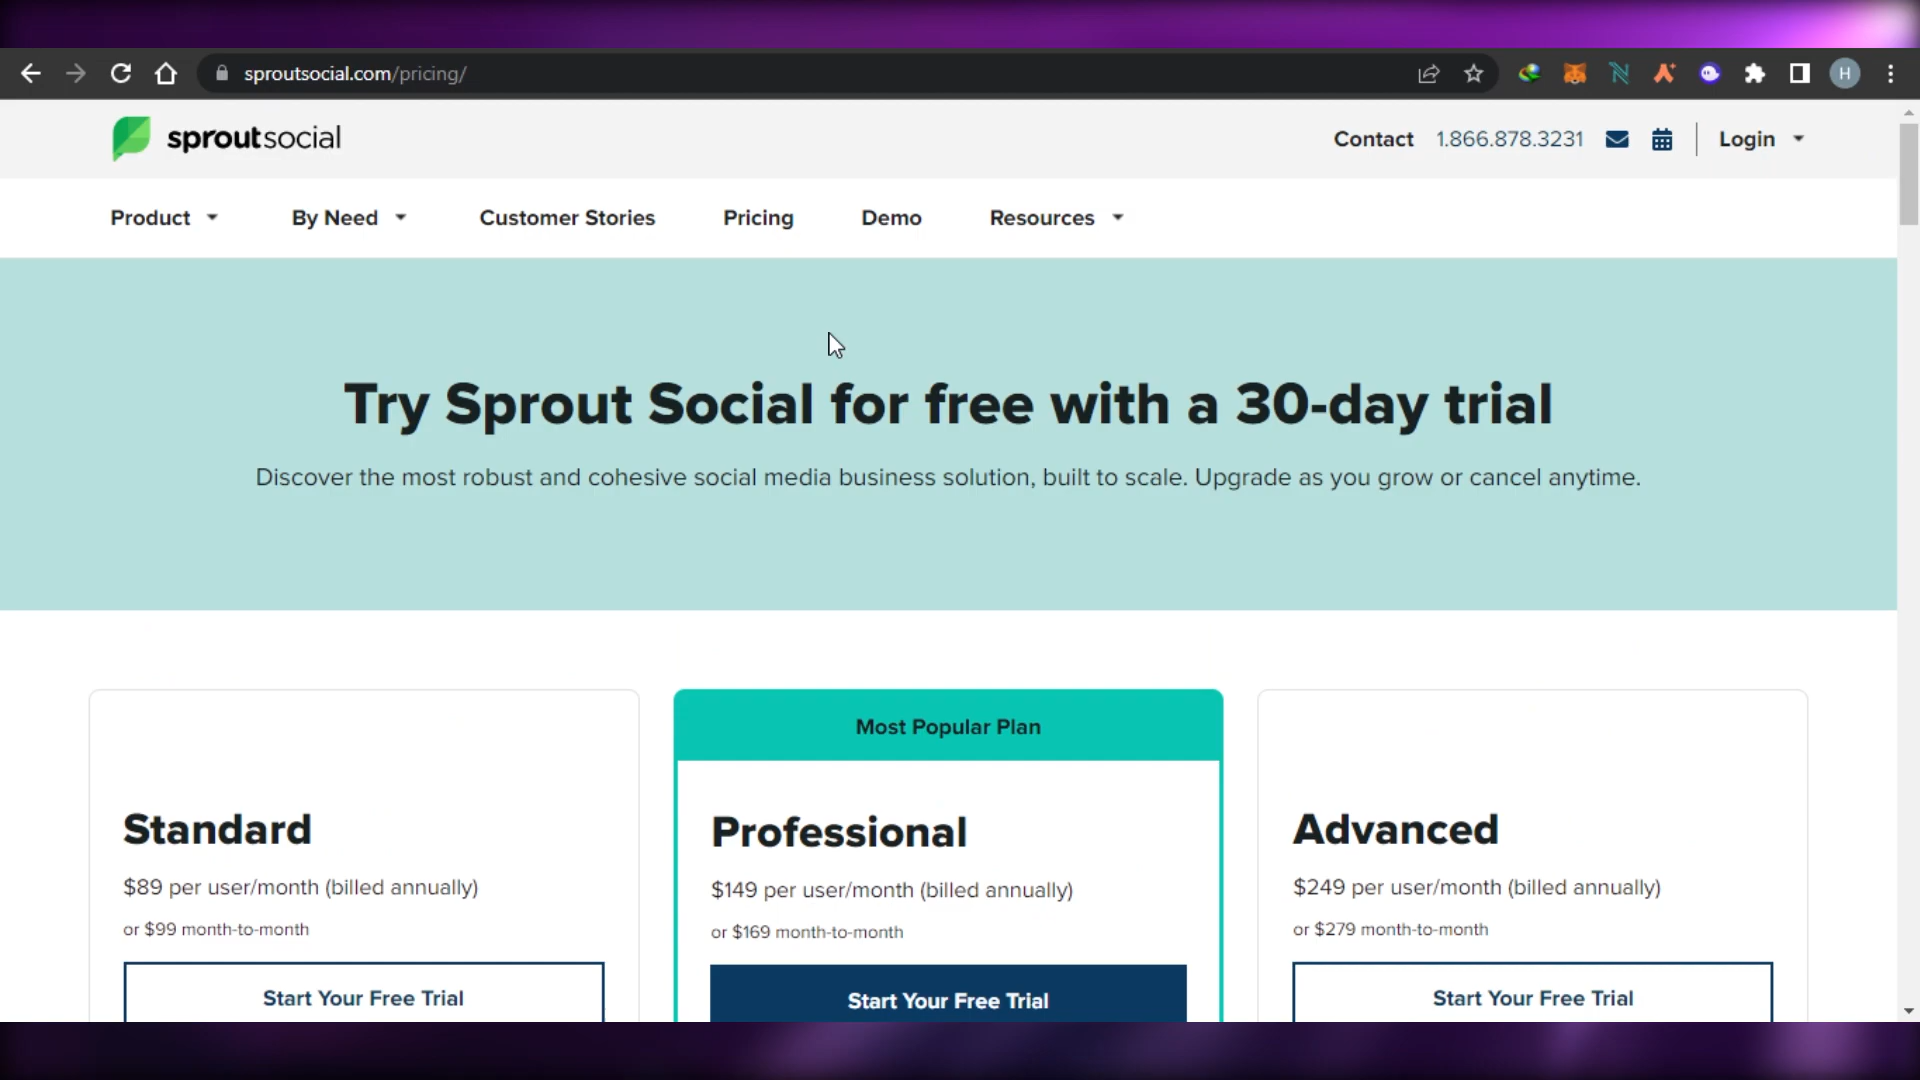 sproutsocial.com/pricing/
H
sproutsocial
Contact 1.866.878.3231 Login
Product By Need Customer Stories Pricing Demo Resources
Try Sprout Social for free with a 30-day trial
Discover the most robust and cohesive social media business solution, built to scale. Upgrade as you grow or cancel anytime.
Most Popular Plan
Standard
$89 per user/month (billed annually)
or $99 month-to-month
Start Your Free Trial
Professional
$149 per user/month (billed annually)
or $169 month-to-month
Start Your Free Trial
Advanced
$249 per user/month (billed annually)
or $279 month-to-month
Start Your Free Trial